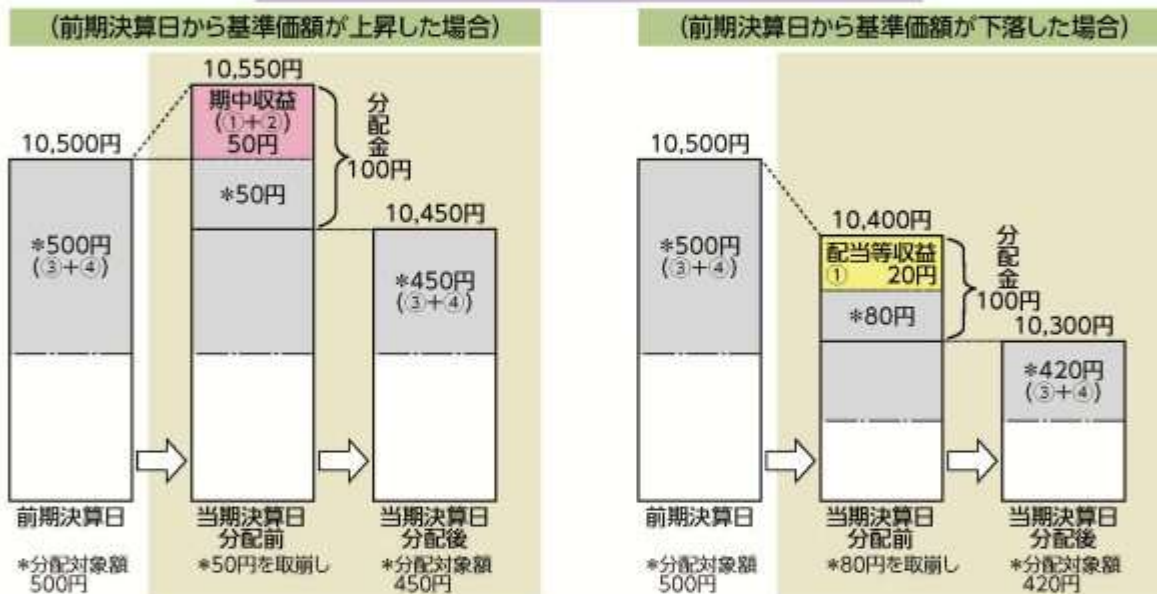 (前期決算日から基準価額が上昇した場合)
10,500円
*500円
(③+④)
10,550円
期中収益
(①+②)
50円
*50円
分配金
100円
10,450円
*450円
(③+④)
前期決算日
当期決算日
分配前
当期決算日
分配後
*分配対象額
500円
*50円を取崩し
*分配対象額
450円
(前期決算日から基準価額が下落した場合)
10,500円
*500円
(③+④)
10,400円
配当等収益
① 20円
*80円
分配金
100円
10,300円
*420円
(③+④)
前期決算日
当期決算日
分配前
当期決算日
分配後
*分配対象額
500円
*80円を取崩し
*分配対象額
420円